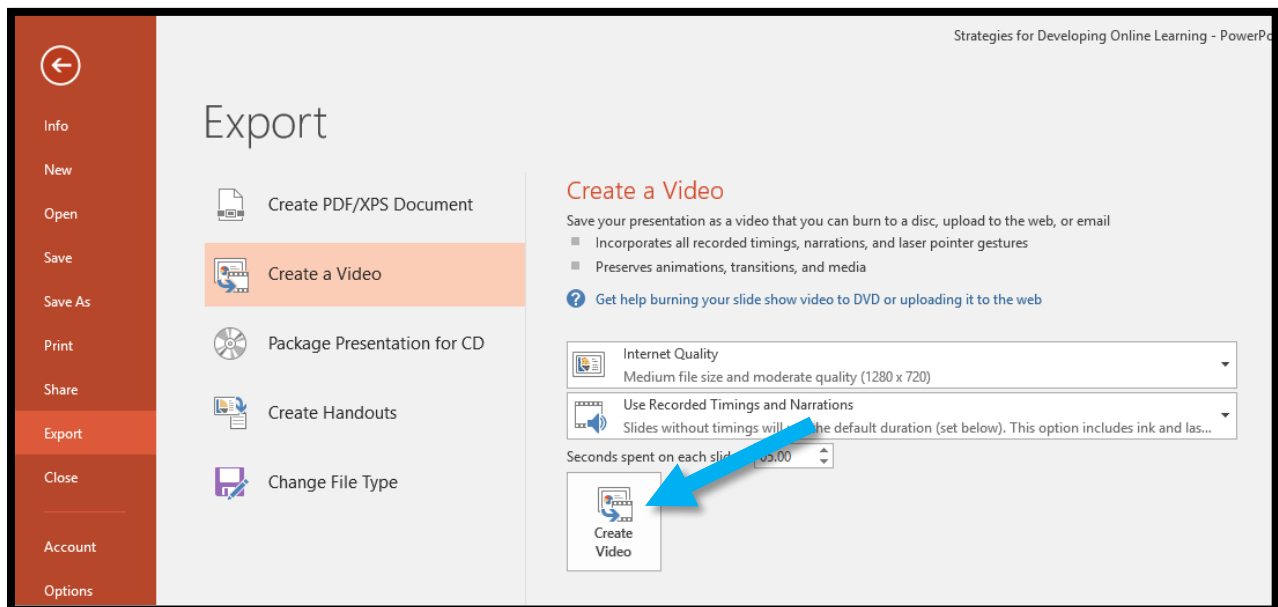 Strategies for Developing Online Learning - PowerPo
Info
New
Open
Save
Save As
Print
Share
Export
Close
Account
Options
Export
Create PDF/XPS Document
Create a Video
Package Presentation for CD
Create Handouts
Change File Type
Create a Video
Save your presentation as a video that you can burn to a disc, upload to the web, or email
Incorporates all recorded timings, narrations, and laser pointer gestures
Preserves animations, transitions, and media
Get help burning your slide show video to DVD or uploading it to the web
Internet Quality
Medium file size and moderate quality (1280 x 720)
Use Recorded Timings and Narrations
Slides without timings will the default duration (set below). This option includes ink and las...
Seconds spent on each 05.00
Create
Video